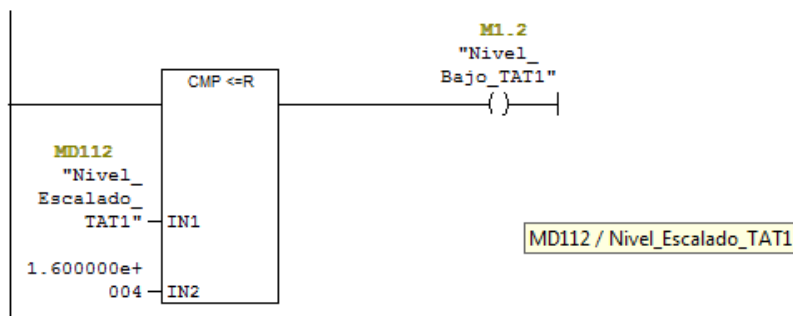 M1.2
"Nivel_
Bajo_TAT1"
CMP <=R
( )
MD112
"Nivel_
Escalado_
TAT1"
IN1
MD112 / Nivel_Escalado_TAT1
1.600000e+
004
IN2